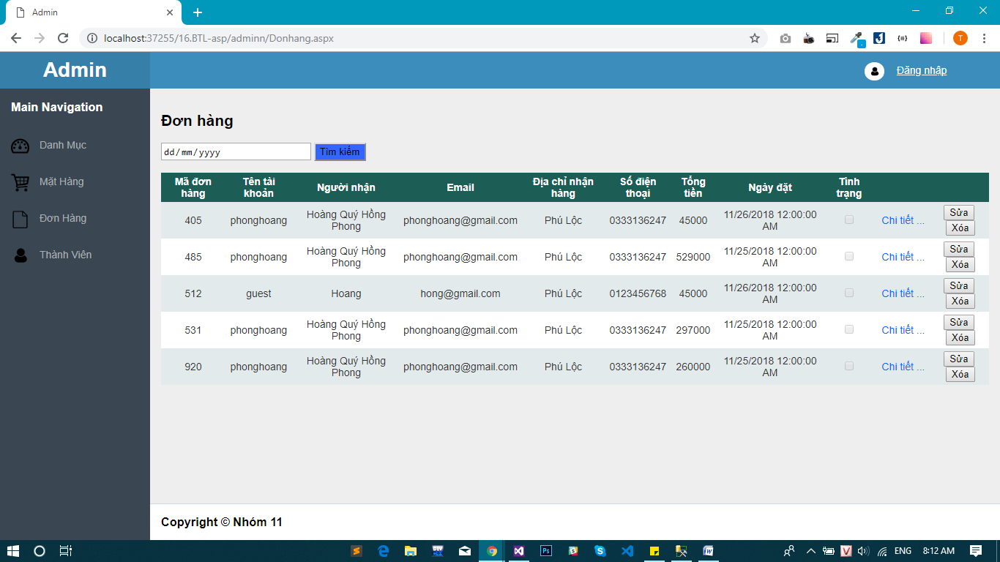 Admin
localhost:37255/16.BTL-asp/adminn/Donhang.aspx
T
Admin
Đăng nhập
Main Navigation
Danh Mục
Mặt Hàng
Đơn Hàng
Thành Viên
Đơn hàng
dd/mm/yyyy Tìm kiếm
Mã đơn hàng Tên tài khoản Người nhận Email Địa chỉ nhận hàng Số điện thoại Tổng tiền Ngày đặt Tình trạng
405 phonghoang Hoàng Quý Hồng Phong phonghoang@gmail.com Phú Lộc 0333136247 45000 11/26/2018 12:00:00 AM Chi tiết ... Sửa Xóa
485 phonghoang Hoàng Quý Hồng Phong phonghoang@gmail.com Phú Lộc 0333136247 529000 11/25/2018 12:00:00 AM Chi tiết ... Sửa Xóa
512 guest Hoang hong@gmail.com Phú Lộc 0123456768 45000 11/26/2018 12:00:00 AM Chi tiết ... Sửa Xóa
531 phonghoang Hoàng Quý Hồng Phong phonghoang@gmail.com Phú Lộc 0333136247 297000 11/25/2018 12:00:00 AM Chi tiết ... Sửa Xóa
920 phonghoang Hoàng Quý Hồng Phong phonghoang@gmail.com Phú Lộc 0333136247 260000 11/25/2018 12:00:00 AM Chi tiết ... Sửa Xóa
Copyright © Nhóm 11
ENG 8:12 AM